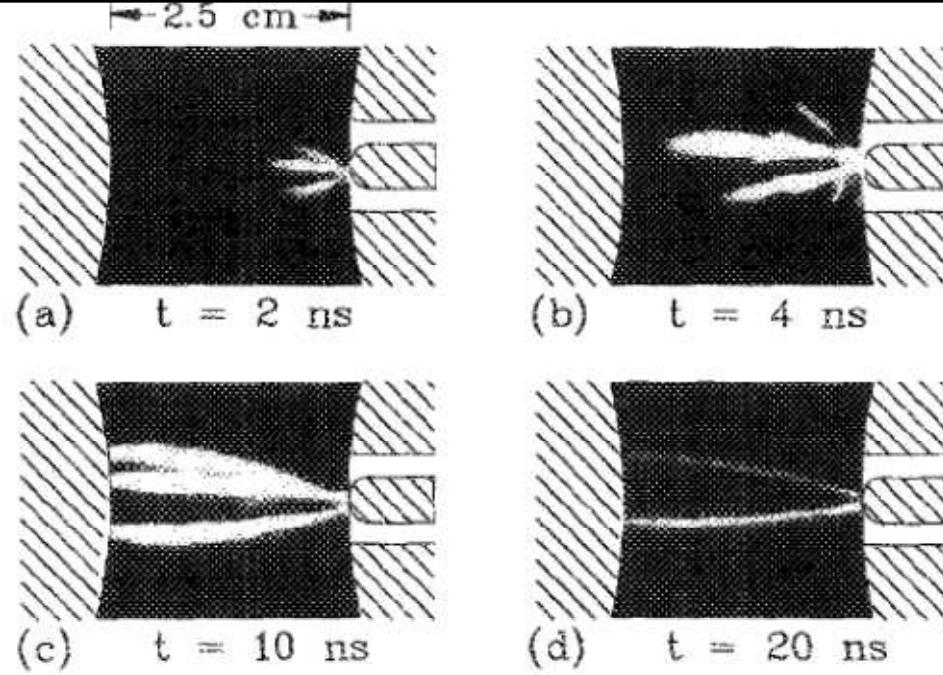 2.5 cm
(a) t = 2 ns
(b) t = 4 ns
(c) t = 10 ns
(d) t = 20 ns